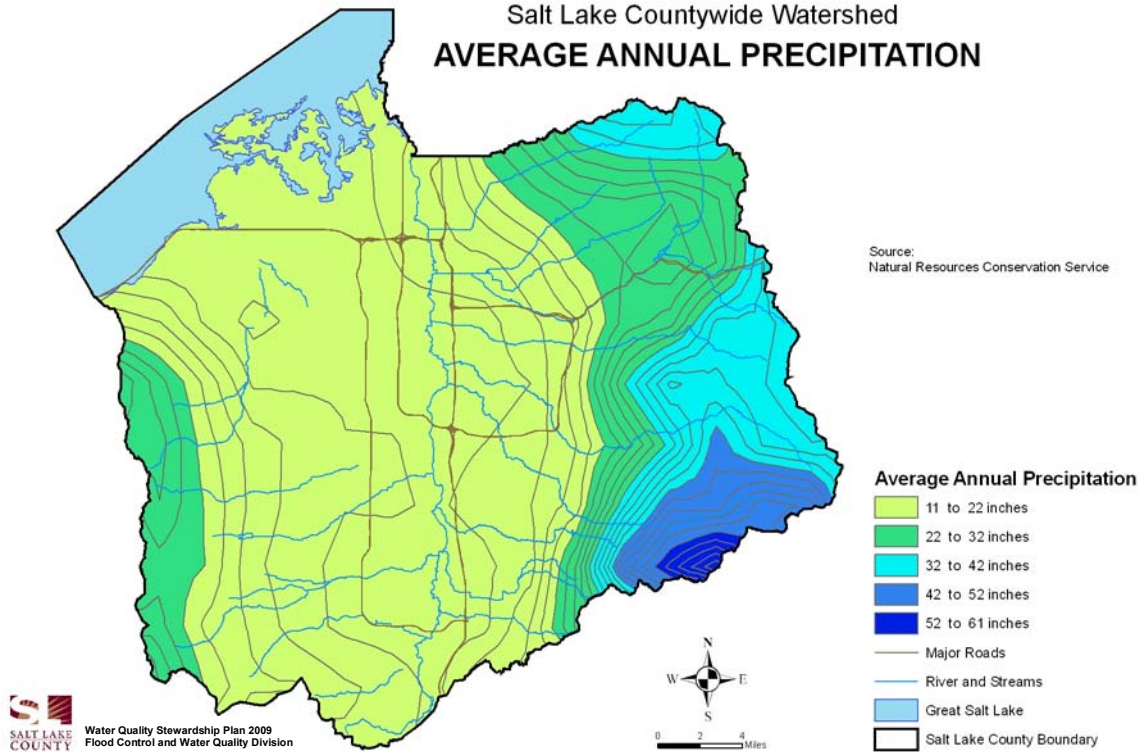 Salt Lake Countywide Watershed
AVERAGE ANNUAL PRECIPITATION
Source:
Natural Resources Conservation Service
Average Annual Precipitation
11 to 22 inches
22 to 32 inches
32 to 42 inches
42 to 52 inches
52 to 61 inches
Major Roads
River and Streams
Great Salt Lake
Salt Lake County Boundary
N
W E
S
0 2 4
Miles
SL
SALT LAKE
COUNTY
Water Quality Stewardship Plan 2009
Flood Control and Water Quality Division